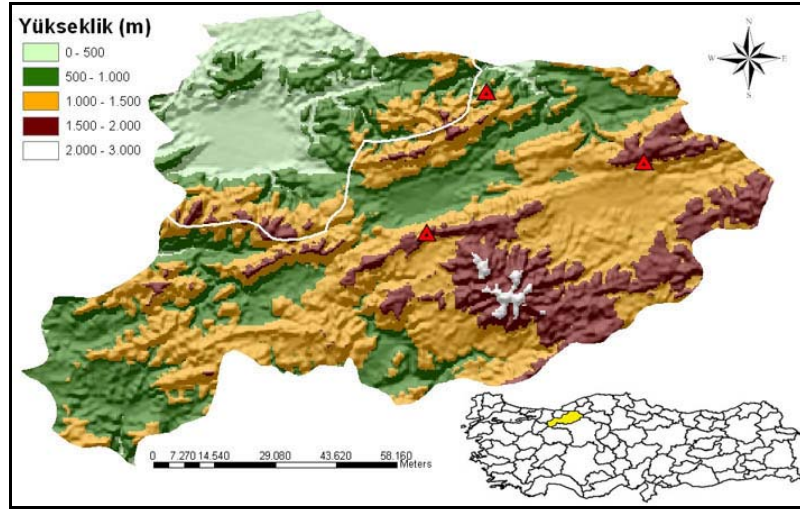 Yükseklik (m)
0 - 500
500 - 1.000
1.000 - 1.500
1.500 - 2.000
2.000 - 3.000
N
W E
S
0 7.270 14.540 29.080 43.620 58.160
Meters